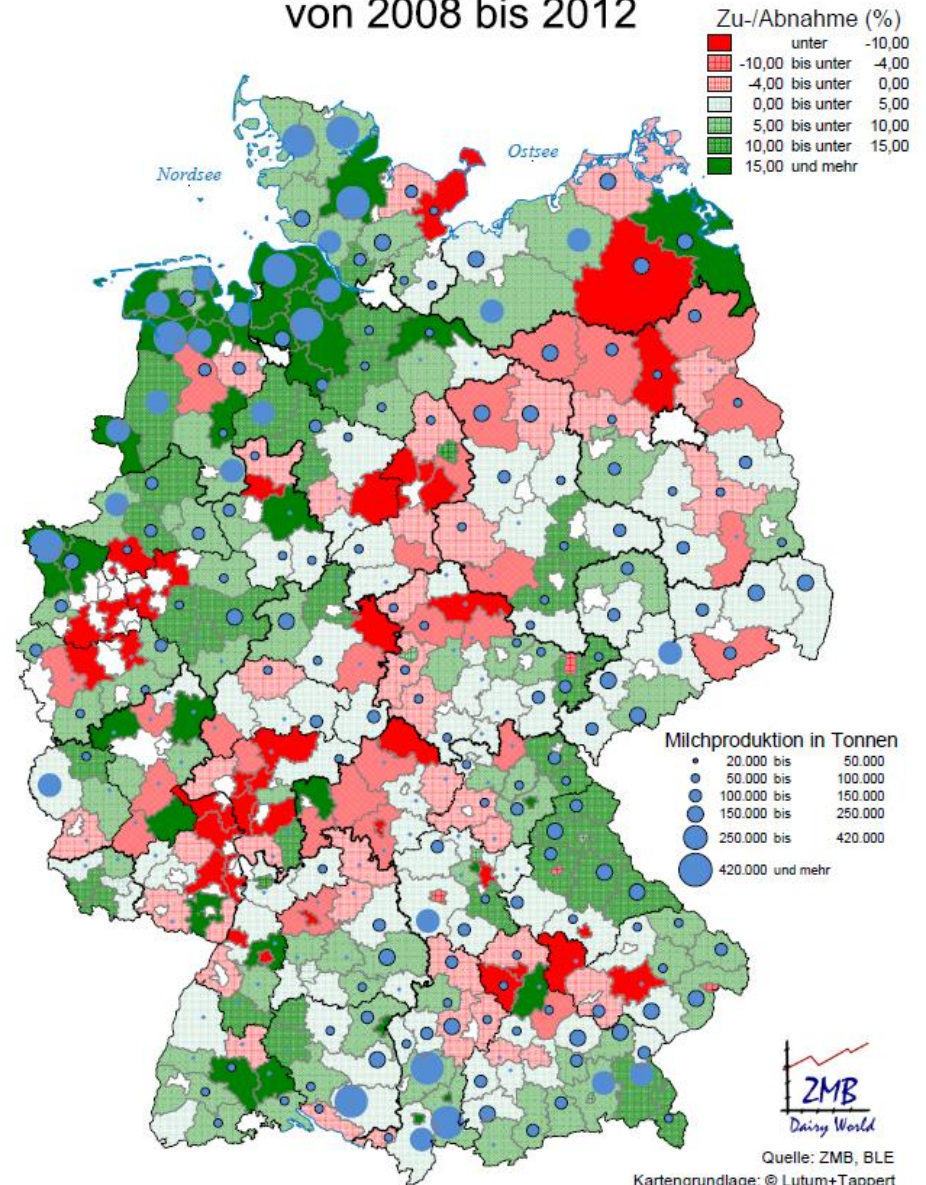 von 2008 bis 2012
Zu-/Abnahme (%)
unter -10,00
-10,00 bis unter -4,00
-4,00 bis unter 0,00
0,00 bis unter 5,00
5,00 bis unter 10,00
10,00 bis unter 15,00
15,00 und mehr
Nordsee
Ostsee
Milchproduktion in Tonnen
20.000 bis 50.000
50.000 bis 100.000
100.000 bis 150.000
150.000 bis 250.000
250.000 bis 420.000
420.000 und mehr
ZMB
Dairy World
Quelle: ZMB, BLE
Kartengrundlage: © Lutum+Tappert